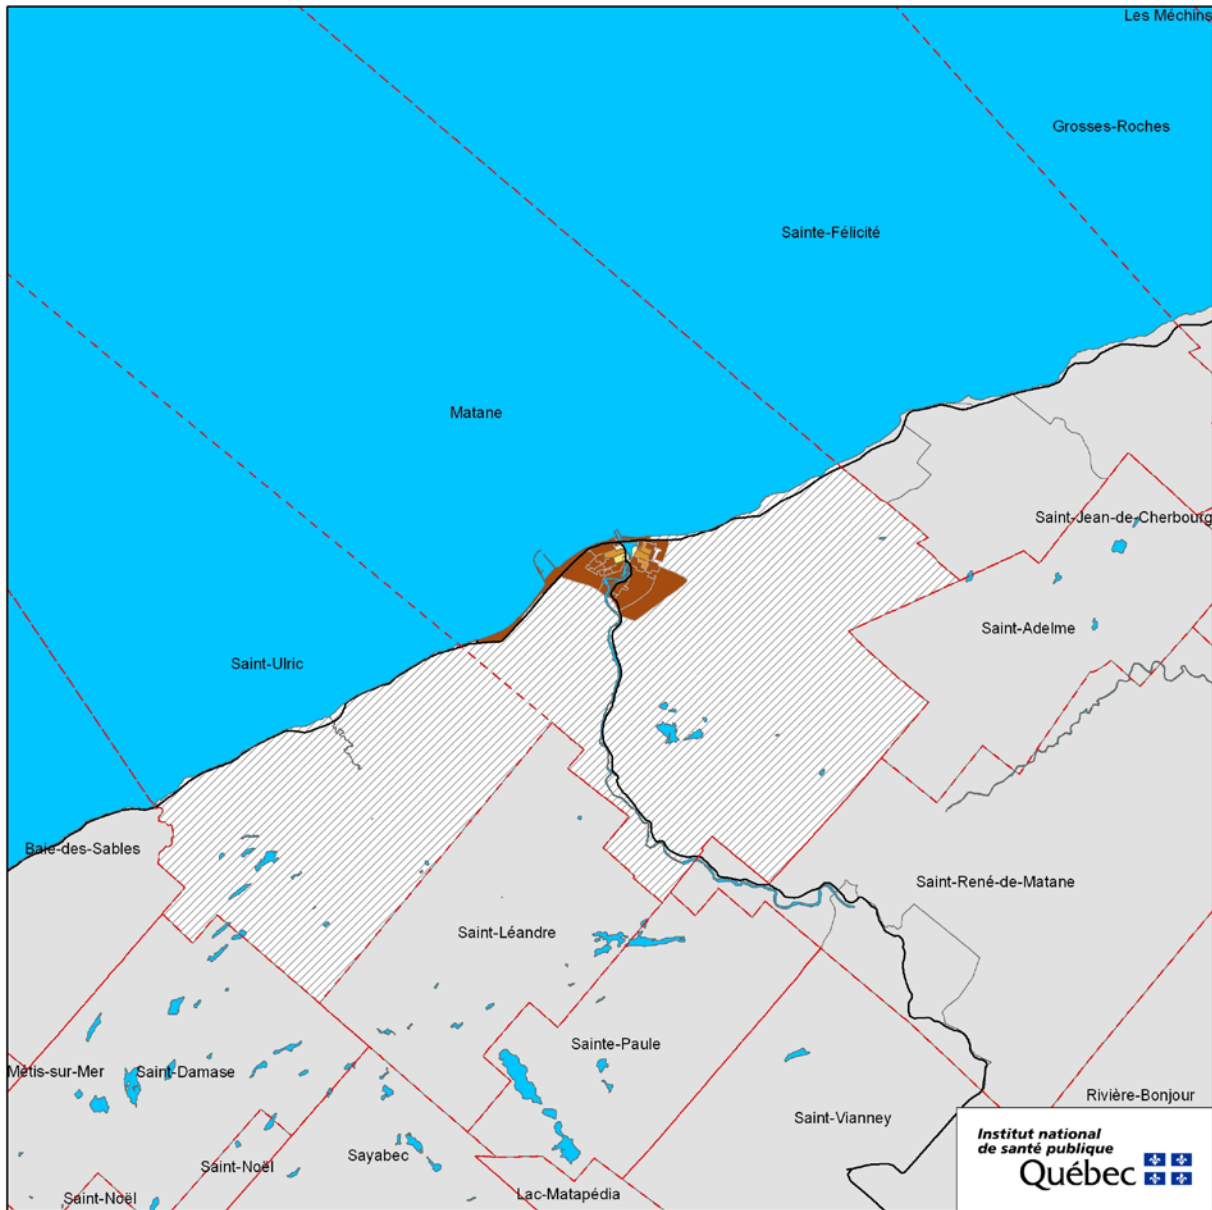 Les Méchins
Grosses-Roches
Sainte-Félicité
Matane
Saint-Jean-de-Cherbourg
Saint-Adelme
Saint-Ulric
Baie-des-Sables
Saint-René-de-Matane
Saint-Léandre
Sainte-Paule
Métis-sur-Mer
Saint-Damase
Rivière-Bonjour
Saint-Vianney
Institut national
de santé publique
Québec
Sayabec
Saint-Noël
Lac-Matapédia
Saint-Noël